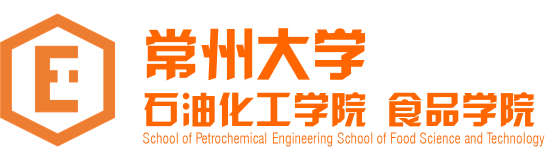 E
常州大学
石油化工学院 食品学院
School of Petrochemical Engineering School of Food Science and Technology